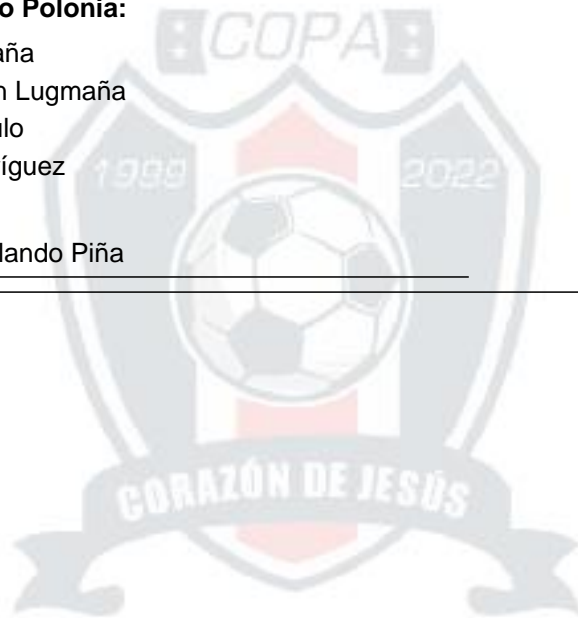 o Polonia:
aña
n Lugmaña
ulo
íguez
lando Piña
COPA
1999 2022
CORAZÓN DE JESÚS